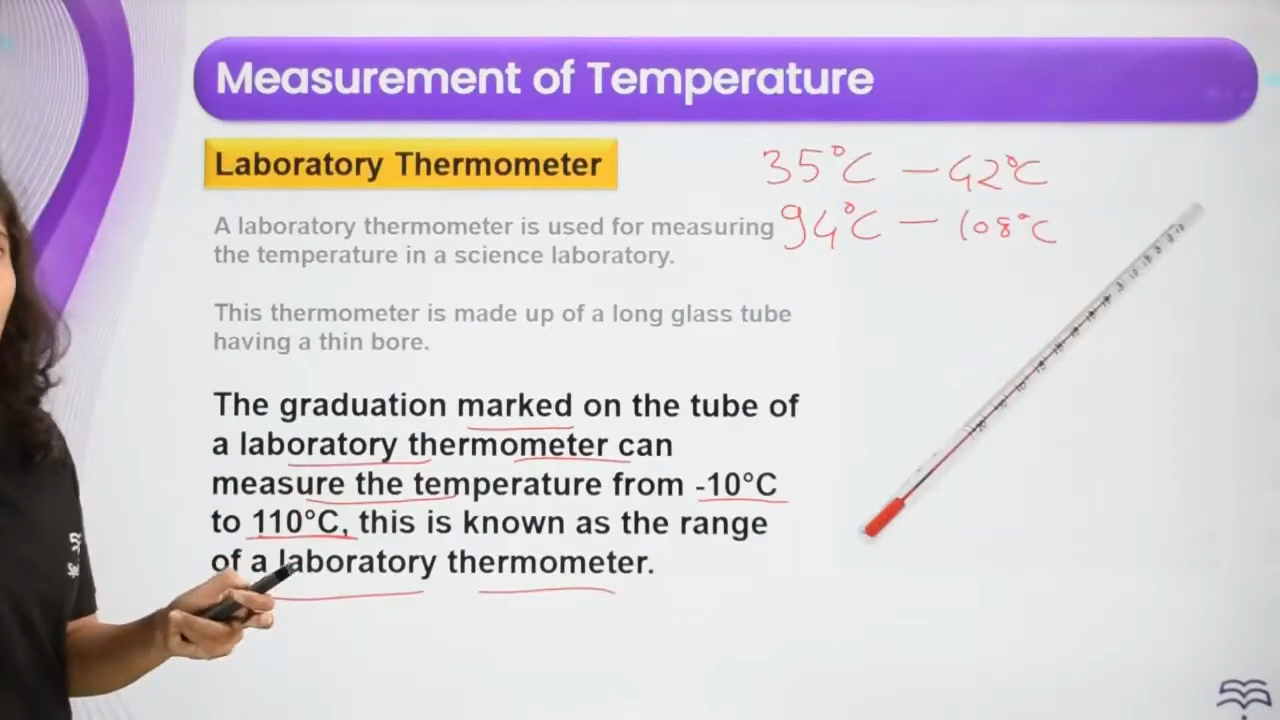 Measurement of Temperature
Laboratory Thermometer
35°C – 42°C
94°C – 108°C
A laboratory thermometer is used for measuring
the temperature in a science laboratory.
This thermometer is made up of a long glass tube
having a thin bore.
The graduation marked on the tube of
a laboratory thermometer can
measure the temperature from -10°C
to 110°C, this is known as the range
of a laboratory thermometer.